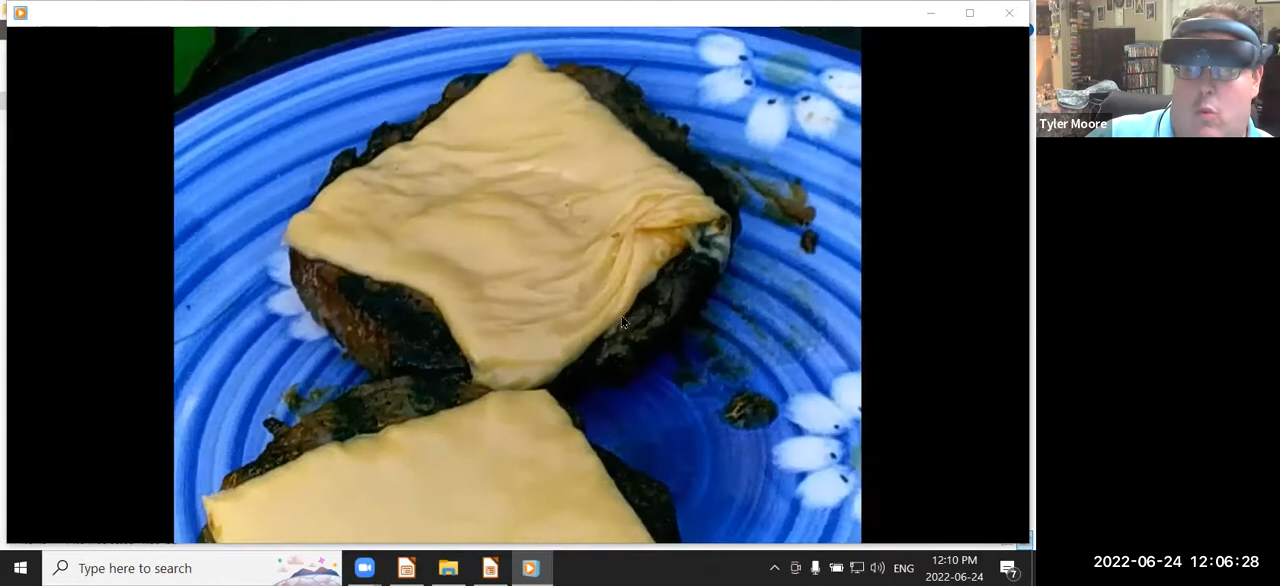 Tyler Moore
Type here to search
ENG
12:10 PM
2022-06-24
7
2022-06-24 12:06:28